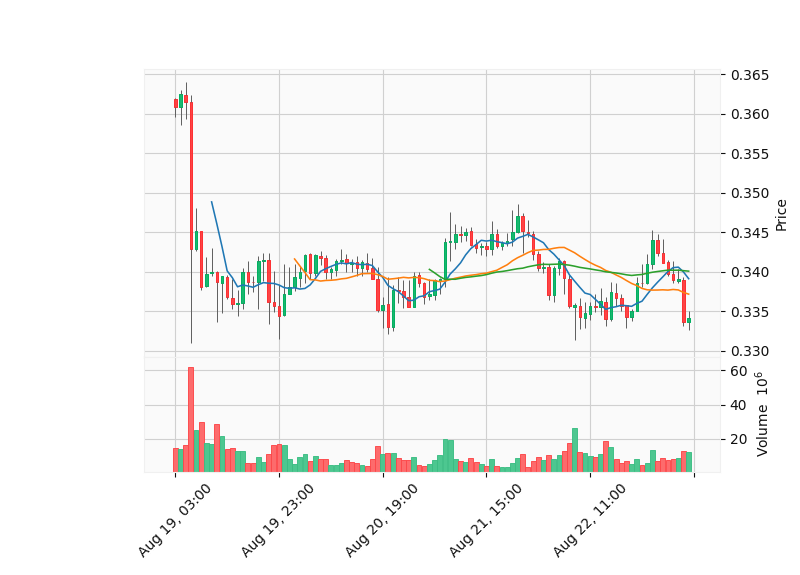 0.365
0.360
0.355
0.350
0.345
0.340
0.335
0.330
Price
60
40
20
Volume 10^6
Aug 19, 03:00
Aug 19, 23:00
Aug 20, 19:00
Aug 21, 15:00
Aug 22, 11:00